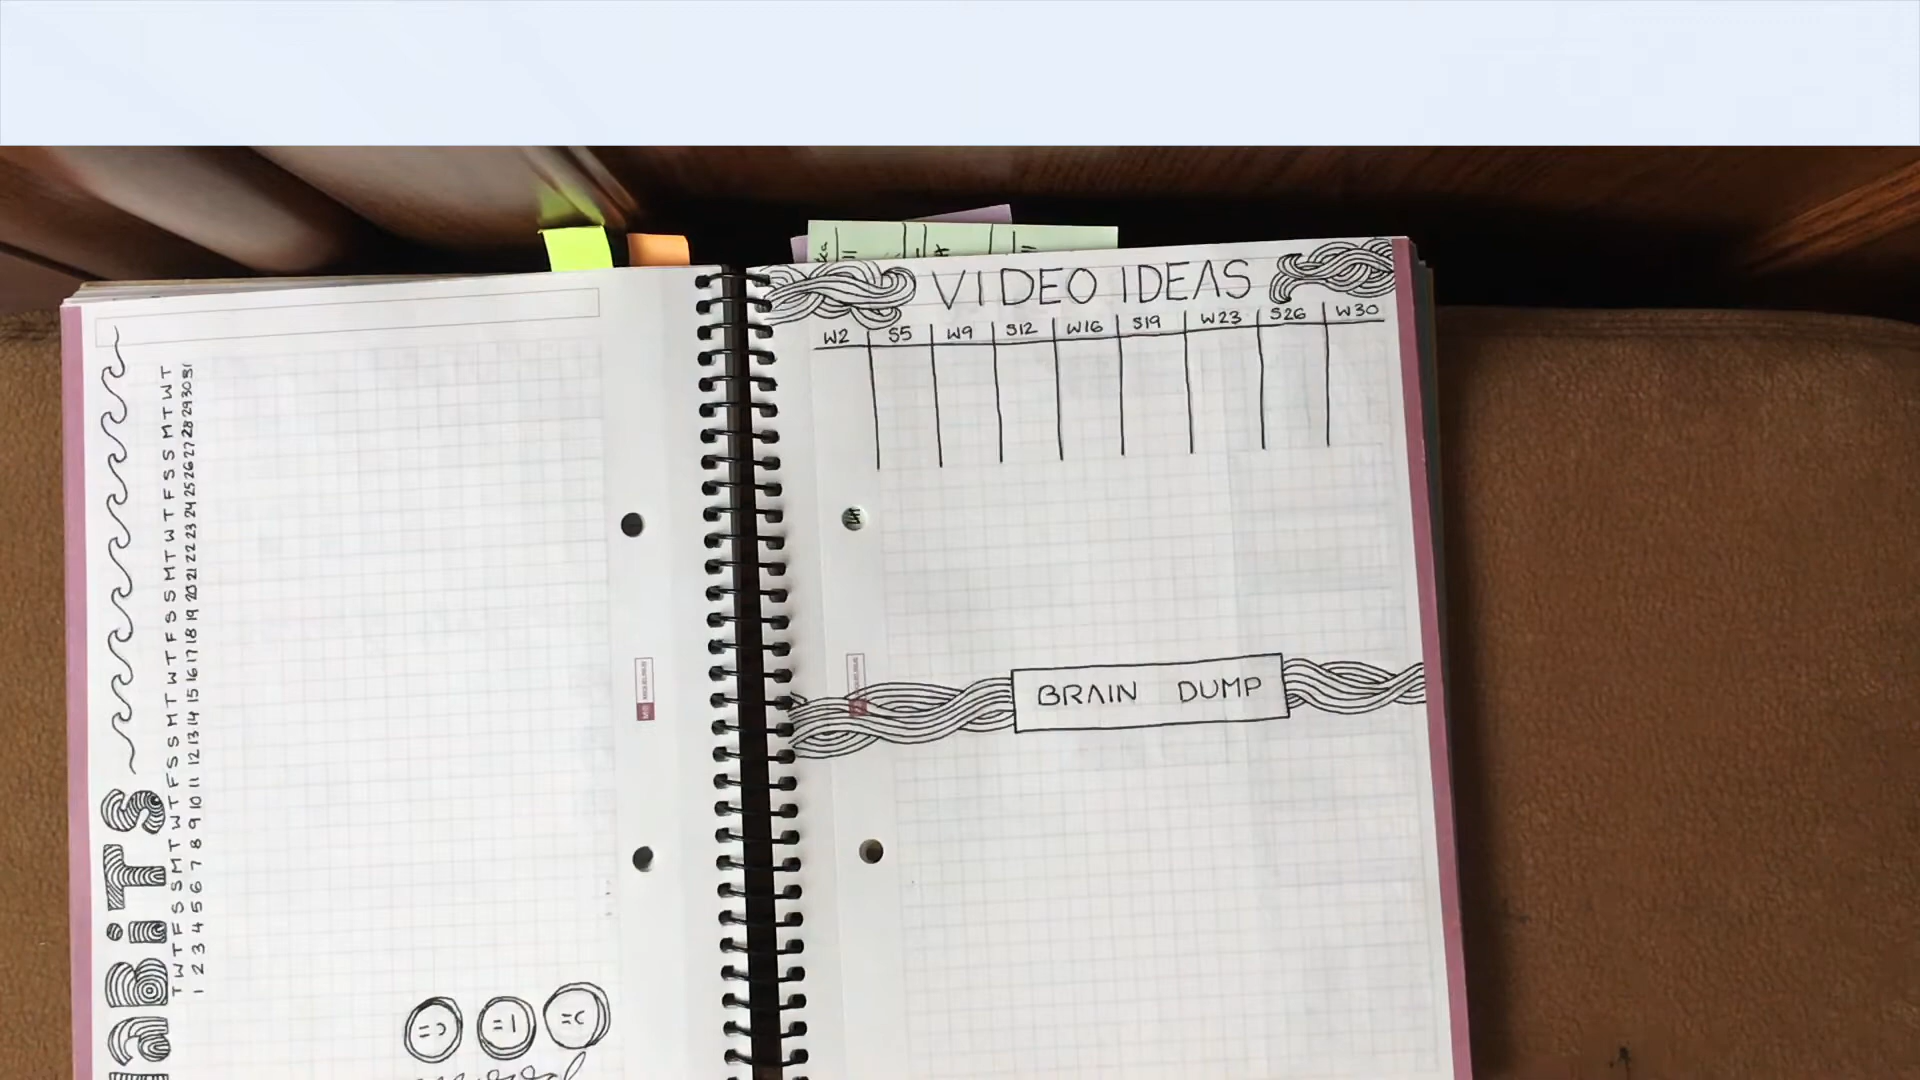 HABiTS
T W T F S S M T W T F S S M T W T F S S M T W T F S S M T W T
1 2 3 4 5 6 7 8 9 10 11 12 13 14 15 16 17 18 19 20 21 22 23 24 25 26 27 28 29 30 31
VIDEO IDEAS
W2 S5 W9 S12 W16 S19 W23 S26 W30
BRAIN DUMP